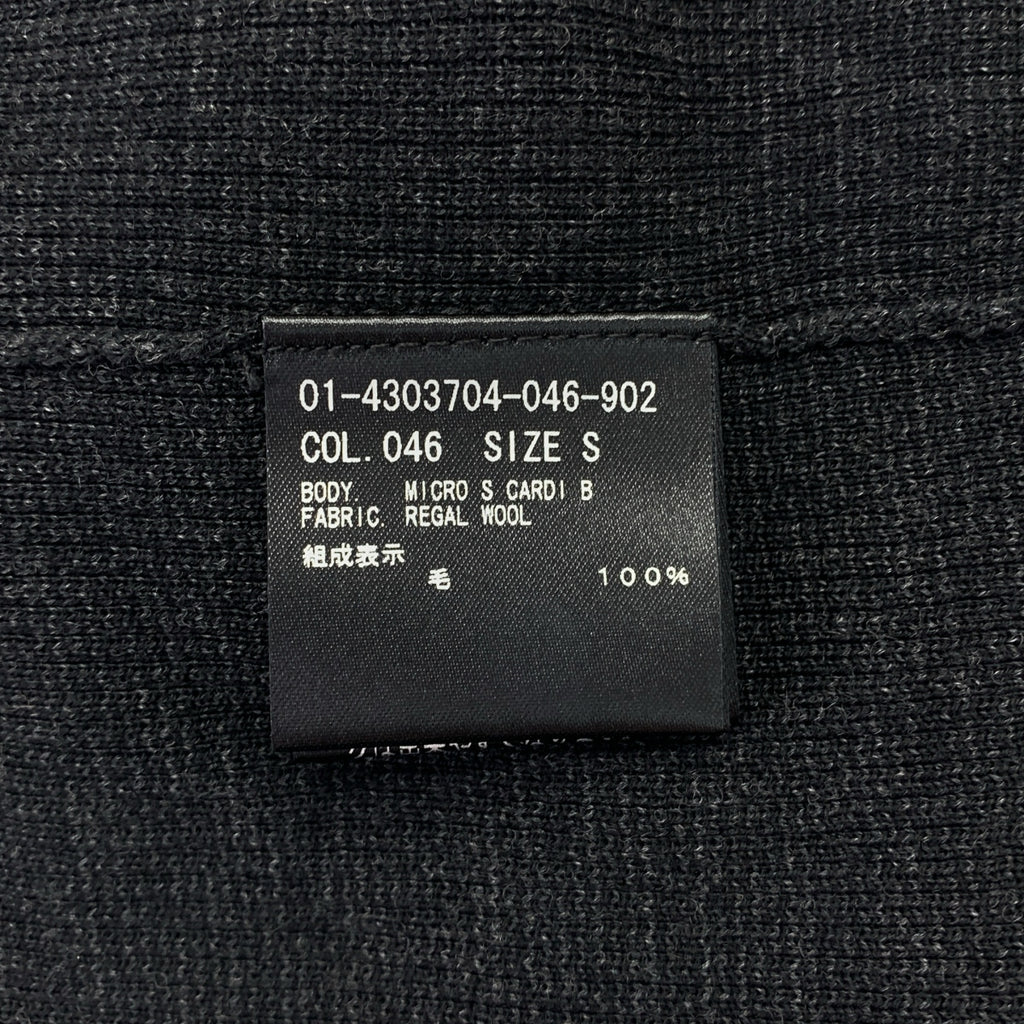 01-4303704-046-902
COL.046 SIZE S
BODY. MICRO S CARDI B
FABRIC. REGAL WOOL
組成表示
毛 100%